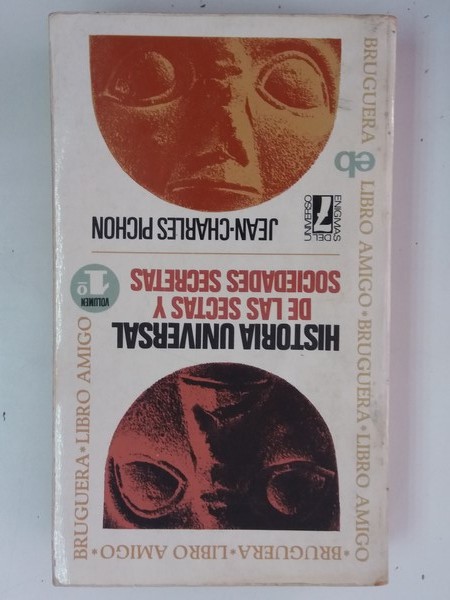 BRUGUERA · LIBRO AMIGO ·
HISTORIA UNIVERSAL
DE LAS SECTAS Y
SOCIEDADES SECRETAS
VOLUMEN
1º
JEAN-CHARLES PICHON
ENIGMAS
DEL
UNIVERSO
BRUGUERA · LIBRO AMIGO
BRUGUERA eb LIBRO AMIGO · BRUGUERA · LIBRO AMIGO ·